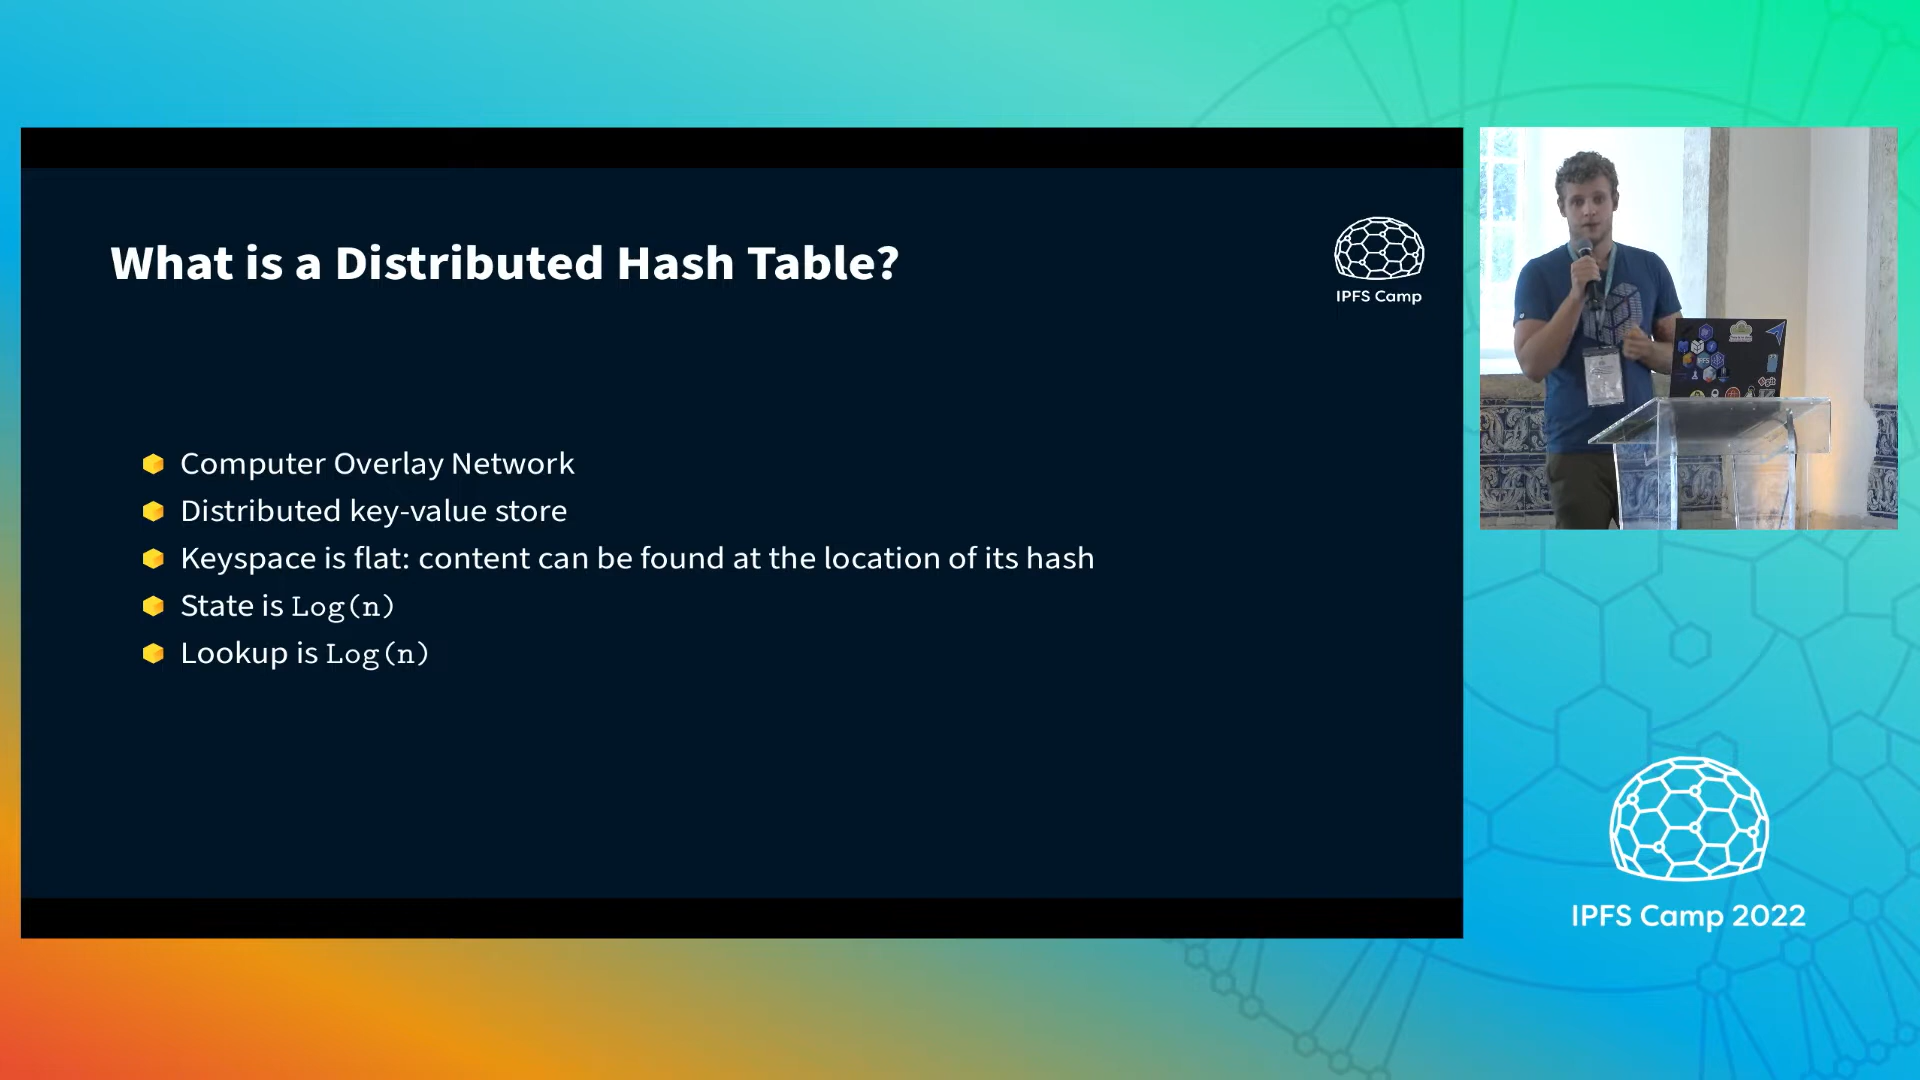 What is a Distributed Hash Table?
IPFS Camp
Computer Overlay Network
Distributed key-value store
Keyspace is flat: content can be found at the location of its hash
State is Log(n)
Lookup is Log(n)
IPFS Camp 2022